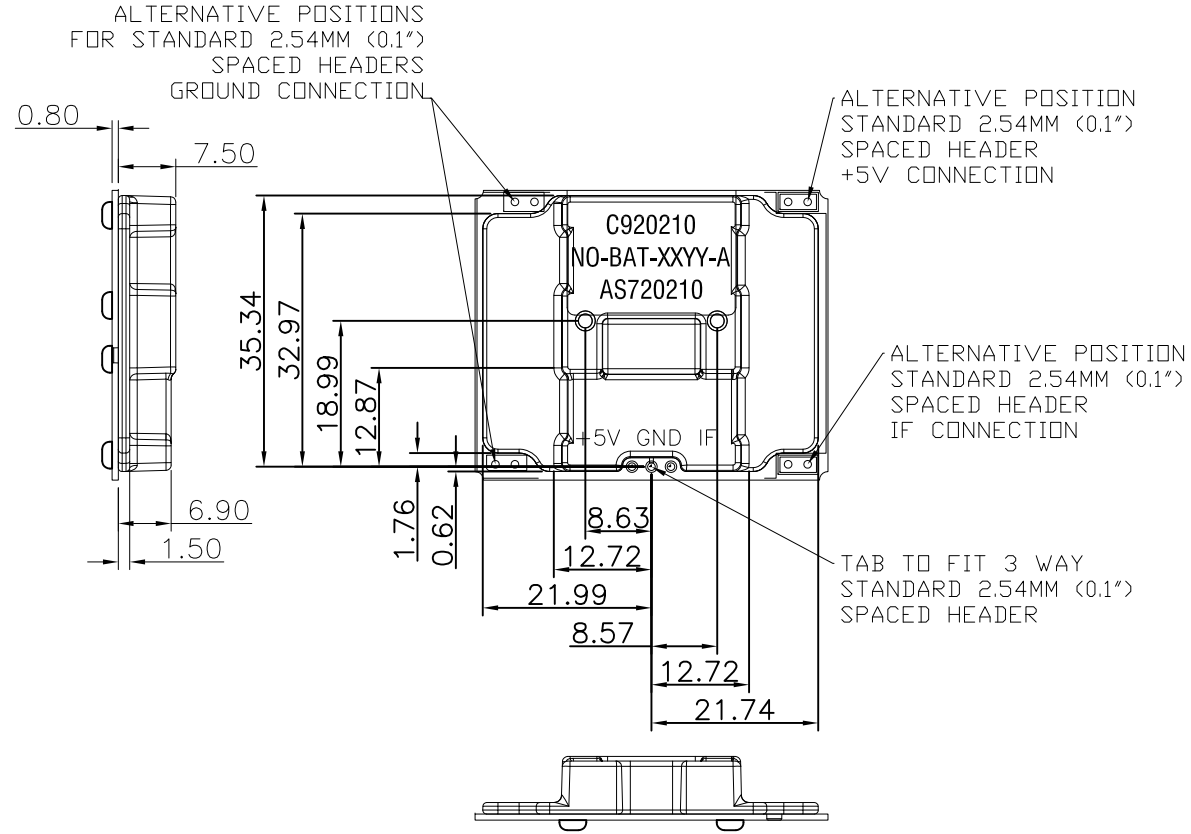 ALTERNATIVE POSITIONS
FOR STANDARD 2.54MM (0.1")
SPACED HEADERS
GROUND CONNECTION
ALTERNATIVE POSITION
STANDARD 2.54MM (0.1")
SPACED HEADER
+5V CONNECTION
0.80
7.50
C920210
NO-BAT-XXYY-A
AS720210
35.34
32.97
18.99
12.87
ALTERNATIVE POSITION
STANDARD 2.54MM (0.1")
SPACED HEADER
IF CONNECTION
+5V GND IF
6.90
1.50
1.76
0.62
8.63
12.72
21.99
TAB TO FIT 3 WAY
STANDARD 2.54MM (0.1")
SPACED HEADER
8.57
12.72
21.74